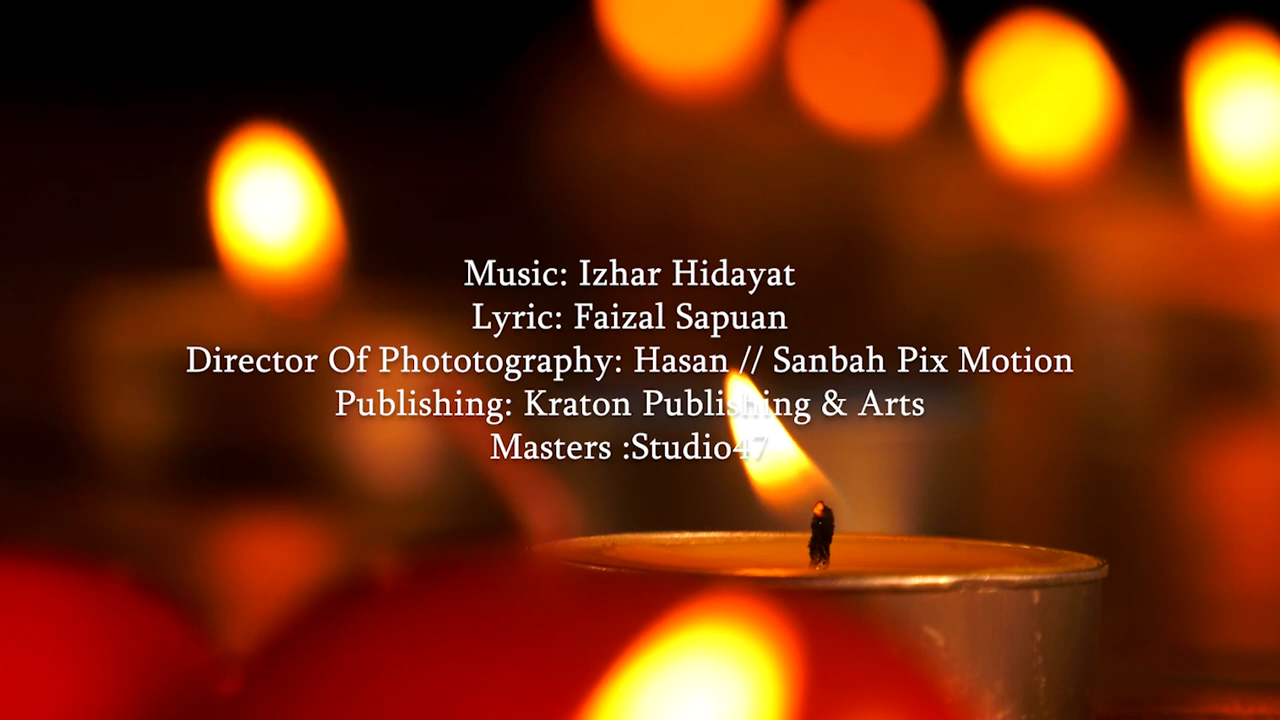 Music: Izhar Hidayat
Lyric: Faizal Sapuan
Director Of Phototography: Hasan // Sanbah Pix Motion
Publishing: Kraton Publishing & Arts
Masters :Studio47